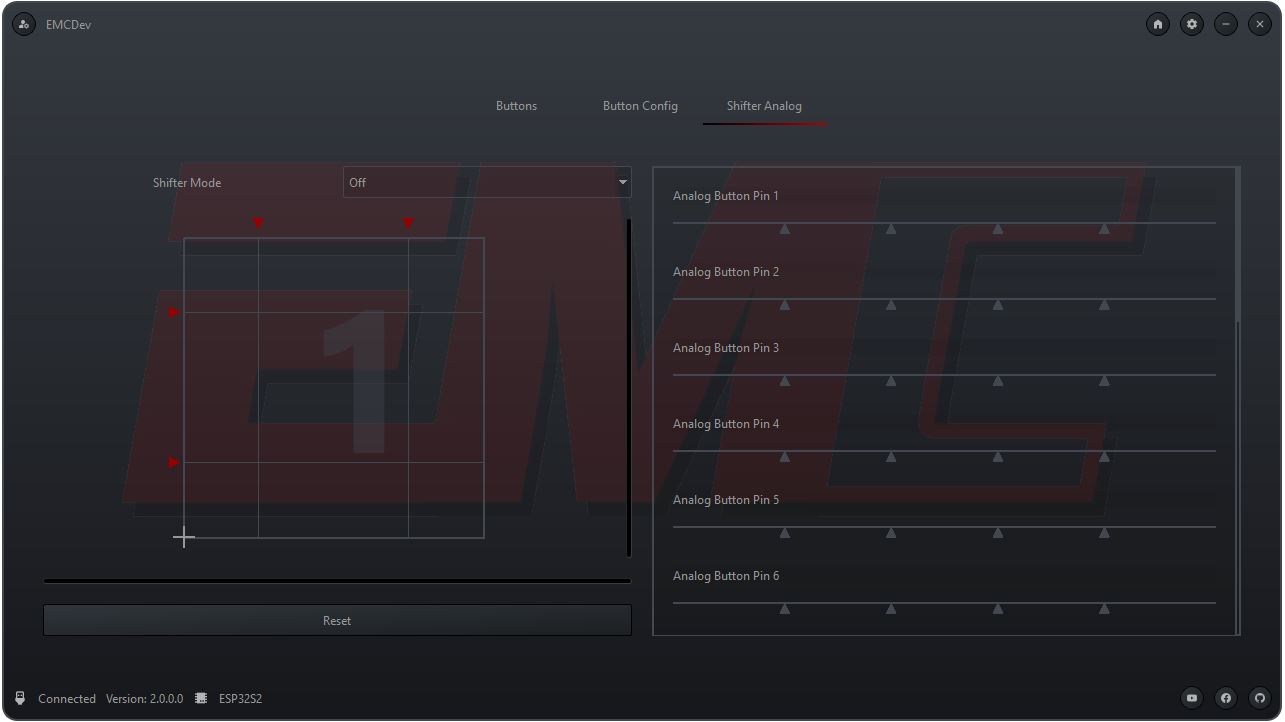 EMCDev
Buttons
Button Config
Shifter Analog
Shifter Mode
Off
1
EMC
Reset
Analog Button Pin 1
Analog Button Pin 2
Analog Button Pin 3
Analog Button Pin 4
Analog Button Pin 5
Analog Button Pin 6
Connected
Version: 2.0.0.0
ESP32S2